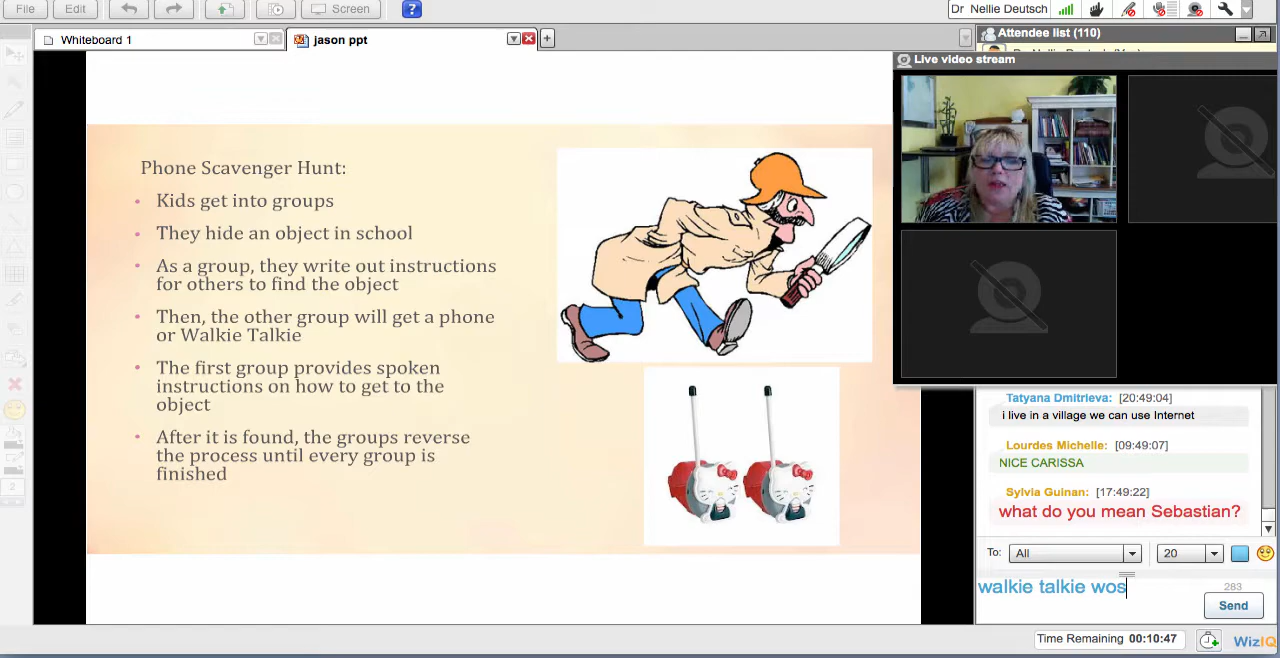 File
Edit
Screen
?
Dr Nellie Deutsch
Whiteboard 1
jason ppt
Attendee list (110)
Live video stream
Phone Scavenger Hunt:
• Kids get into groups
• They hide an object in school
• As a group, they write out instructions
for others to find the object
• Then, the other group will get a phone
or Walkie Talkie
• The first group provides spoken
instructions on how to get to the
object
• After it is found, the groups reverse
the process until every group is
finished
Tatyana Dmitrieva: [20:49:04]
i live in a village we can use Internet
Lourdes Michelle: [09:49:07]
NICE CARISSA
Sylvia Guinan: [17:49:22]
what do you mean Sebastian?
To: All 20
walkie talkie wos
283
Send
2
Time Remaining 00:10:47
WizIQ